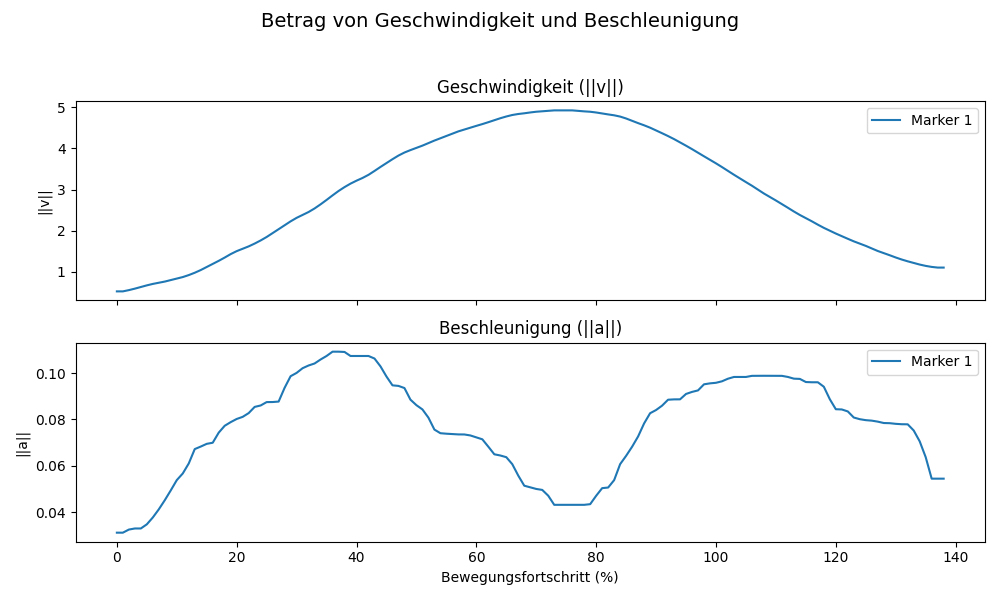 Betrag von Geschwindigkeit und Beschleunigung
Geschwindigkeit (||v||)
5
4
3
2
1
||v||
Marker 1
Beschleunigung (||a||)
0.10
0.08
0.06
0.04
||a||
Marker 1
0 20 40 60 80 100 120 140
Bewegungsfortschritt (%)